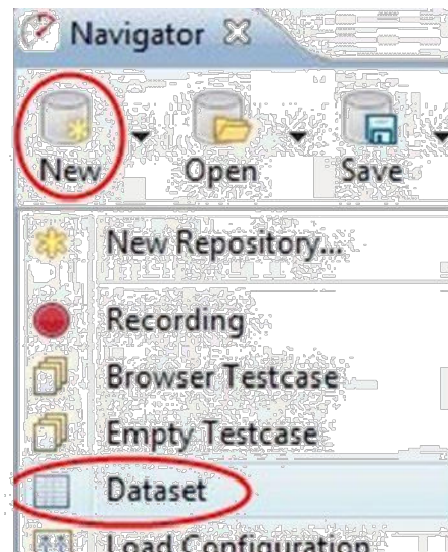 Navigator
New Open Save
New Repository...
Recording
Browser Testcase
Empty Testcase
Dataset
Load Configuration